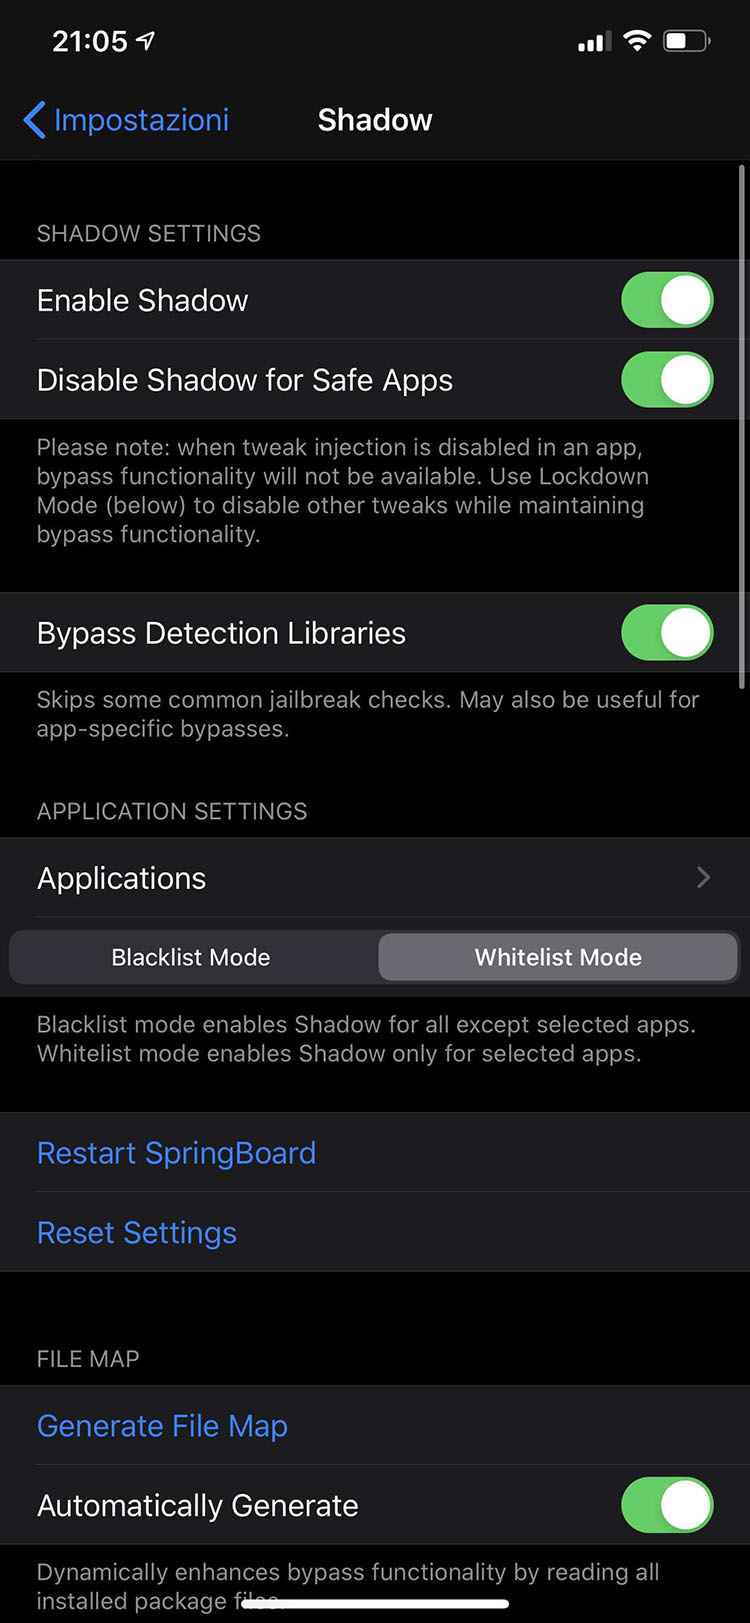 21:05
Impostazioni
Shadow
SHADOW SETTINGS
Enable Shadow
Disable Shadow for Safe Apps
Please note: when tweak injection is disabled in an app,
bypass functionality will not be available. Use Lockdown
Mode (below) to disable other tweaks while maintaining
bypass functionality.
Bypass Detection Libraries
Skips some common jailbreak checks. May also be useful for
app-specific bypasses.
APPLICATION SETTINGS
Applications
Blacklist Mode
Whitelist Mode
Blacklist mode enables Shadow for all except selected apps.
Whitelist mode enables Shadow only for selected apps.
Restart SpringBoard
Reset Settings
FILE MAP
Generate File Map
Automatically Generate
Dynamically enhances bypass functionality by reading all
installed package files.